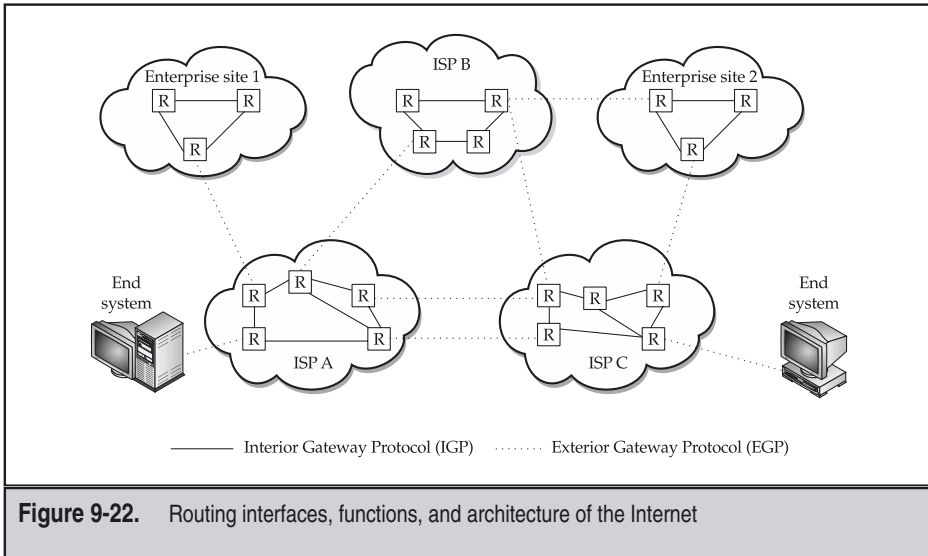 Enterprise site 1
R R
R
ISP B
R R
R R
Enterprise site 2
R R
R
End
system
R R R
R R
ISP A
R R R
R R
ISP C
End
system
Interior Gateway Protocol (IGP) Exterior Gateway Protocol (EGP)
Figure 9-22. Routing interfaces, functions, and architecture of the Internet